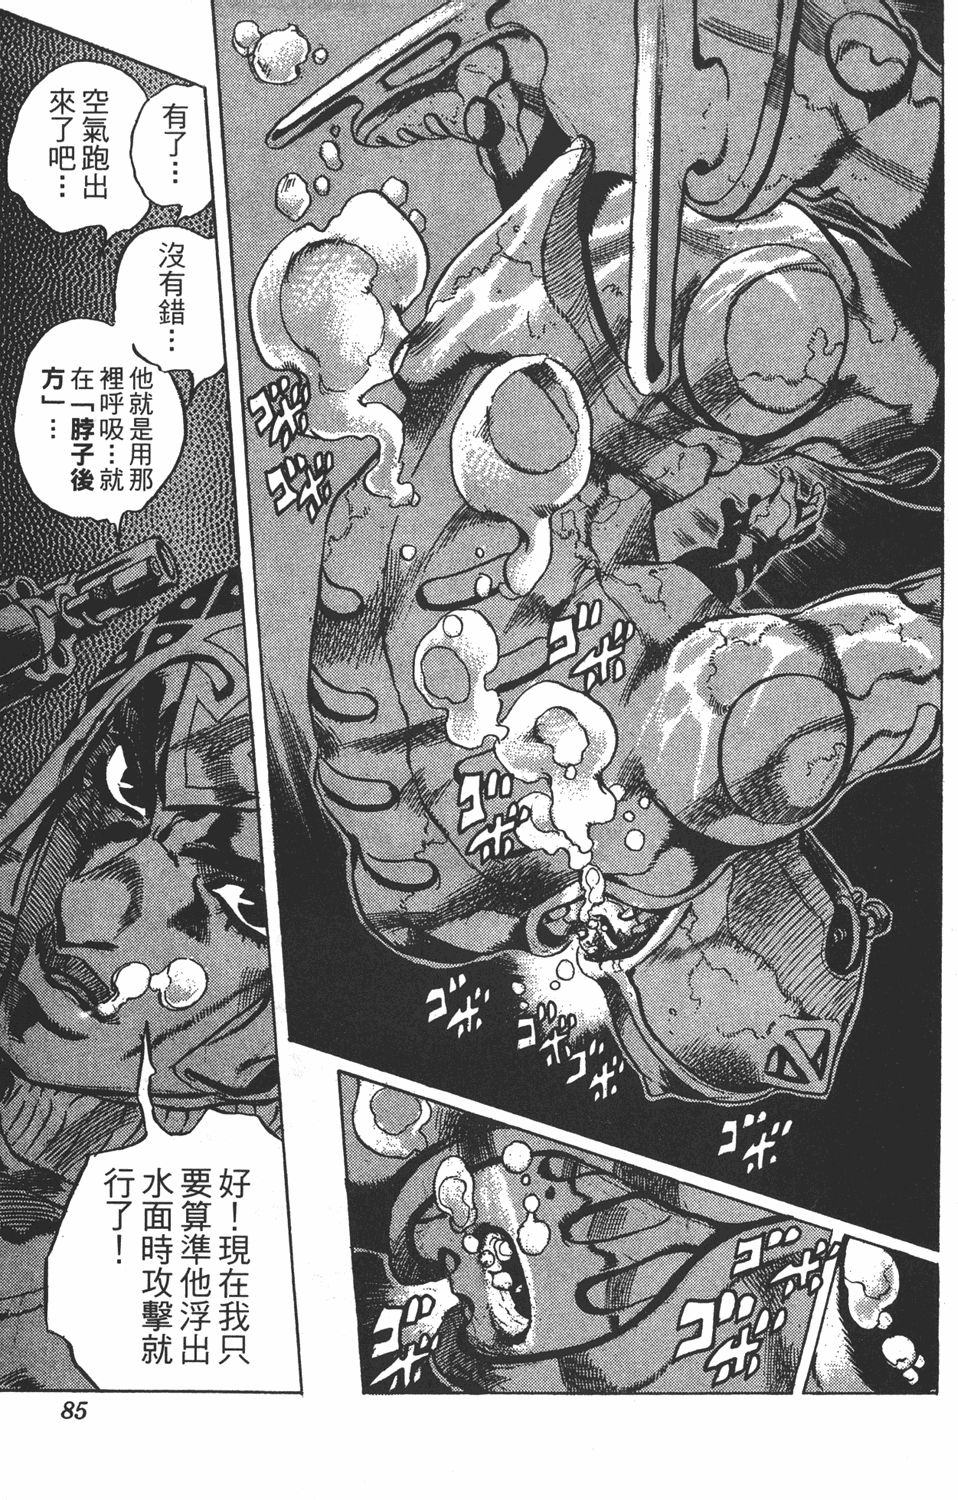 ゴボ
ゴボ
ゴボ
ゴボ
ゴボ
ゴボ
ゴボ
ゴボ
ゴボ
有了…
空氣跑出
來了吧…
沒有錯…
他就是用那
裡呼吸…就
在「脖子後
方」…
ゴボ
ゴボ
ゴボ
好！現在我只
要算準他浮出
水面時攻擊就
行了！
85